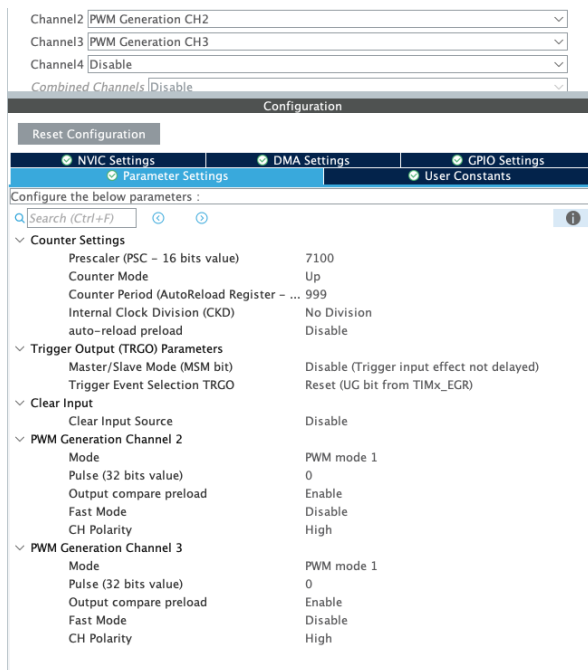 Channel2 PWM Generation CH2
Channel3 PWM Generation CH3
Channel4 Disable
Combined Channels Disable
Configuration
Reset Configuration
NVIC Settings DMA Settings GPIO Settings
Parameter Settings User Constants
Configure the below parameters :
Search (Ctrl+F)
Counter Settings
Prescaler (PSC - 16 bits value) 7100
Counter Mode Up
Counter Period (AutoReload Register - ... 999
Internal Clock Division (CKD) No Division
auto-reload preload Disable
Trigger Output (TRGO) Parameters
Master/Slave Mode (MSM bit) Disable (Trigger input effect not delayed)
Trigger Event Selection TRGO Reset (UG bit from TIMx_EGR)
Clear Input
Clear Input Source Disable
PWM Generation Channel 2
Mode PWM mode 1
Pulse (32 bits value) 0
Output compare preload Enable
Fast Mode Disable
CH Polarity High
PWM Generation Channel 3
Mode PWM mode 1
Pulse (32 bits value) 0
Output compare preload Enable
Fast Mode Disable
CH Polarity High